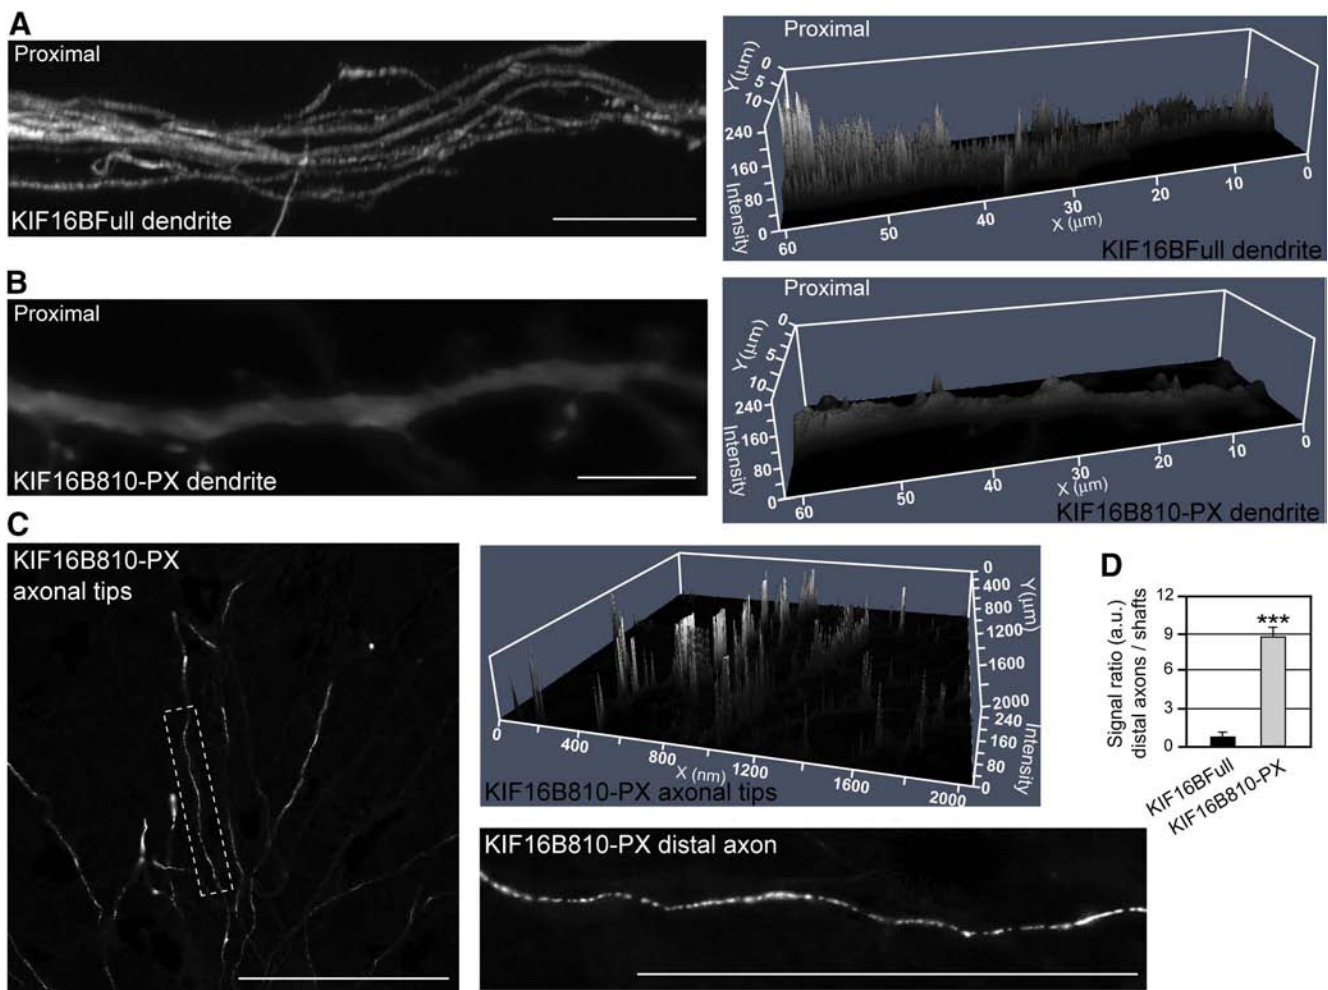 A
Proximal
KIF16BFull dendrite
Proximal
Y(μm)
0
5
10
240
160
80
0
Intensity
60
50
40
30
20
10
0
X (μm)
KIF16BFull dendrite
B
Proximal
KIF16B810-PX dendrite
Proximal
Y(μm)
0
5
10
240
160
80
0
Intensity
60
50
40
30
20
10
0
X (μm)
KIF16B810-PX dendrite
C
KIF16B810-PX
axonal tips
0
400
800
1200
1600
2000
Y(μm)
240
160
80
0
Intensity
0
400
800
1200
1600
2000
X (nm)
KIF16B810-PX axonal tips
KIF16B810-PX distal axon
D
Signal ratio (a.u.)
distal axons / shafts
12
9
6
3
0
***
KIF16BFull
KIF16B810-PX